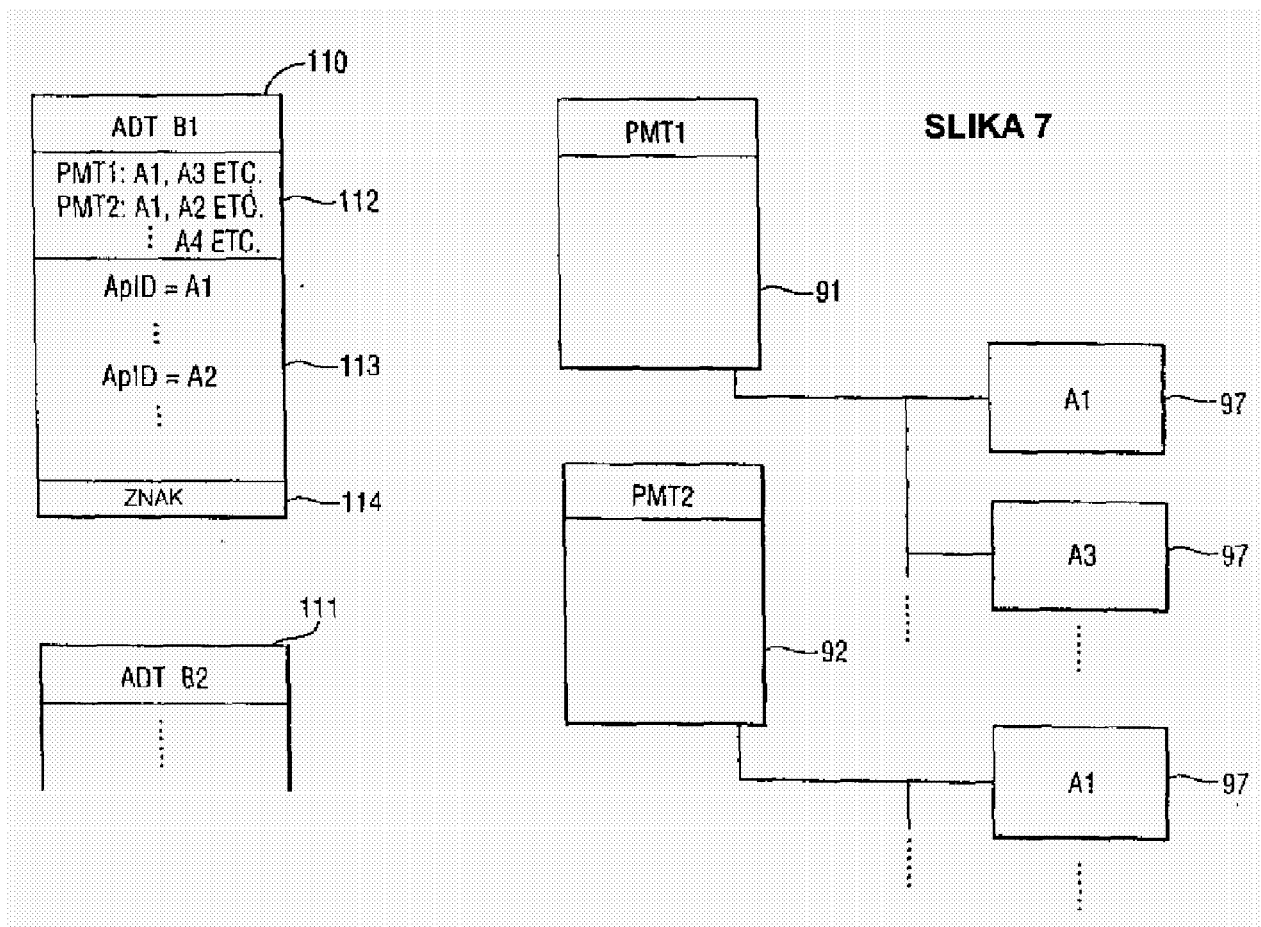 110
ADT B1
PMT1: A1, A3 ETC.
PMT2: A1, A2 ETC.
⋮ A4 ETC.
112
ApID = A1
⋮
ApID = A2
⋮
113
ZNAK
114
111
ADT B2
SLIKA 7
PMT1
91
A1
97
A3
97
PMT2
92
A1
97